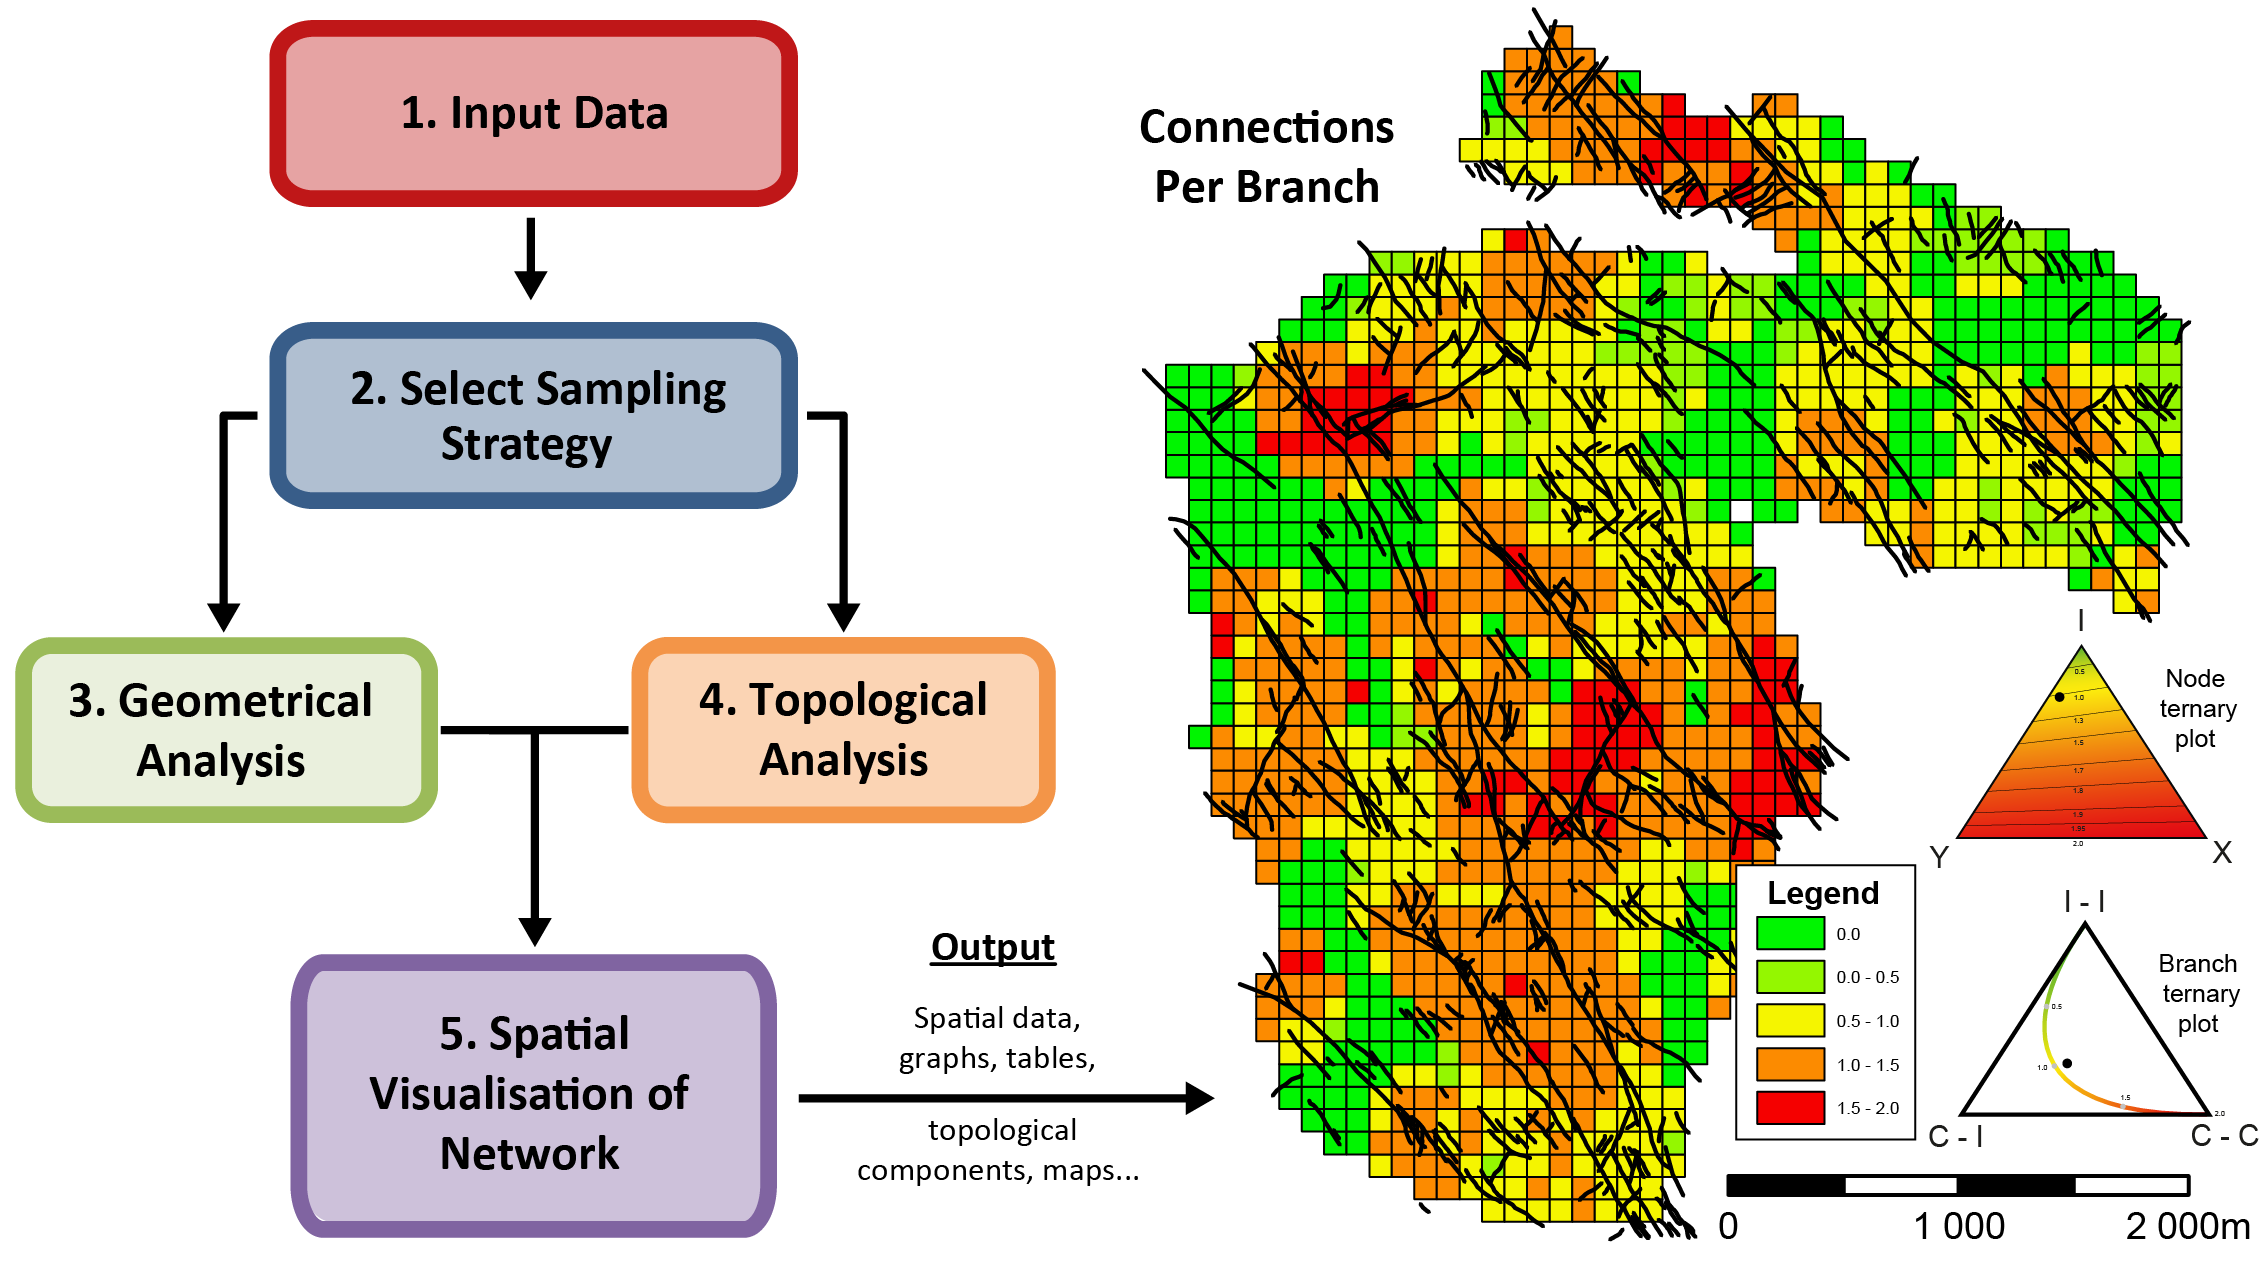 1. Input Data
2. Select Sampling
Strategy
3. Geometrical
Analysis
4. Topological
Analysis
5. Spatial
Visualisation of
Network
Output
Spatial data,
graphs, tables,
topological
components, maps...
Connections
Per Branch
I
0.5
1.0
1.3
1.5
1.7
1.8
1.9
1.95
2.0
Y
X
Node
ternary
plot
Legend
0.0
0.0 - 0.5
0.5 - 1.0
1.0 - 1.5
1.5 - 2.0
I - I
0.5
1.0
1.5
2.0
C - I
C - C
Branch
ternary
plot
0
1 000
2 000m